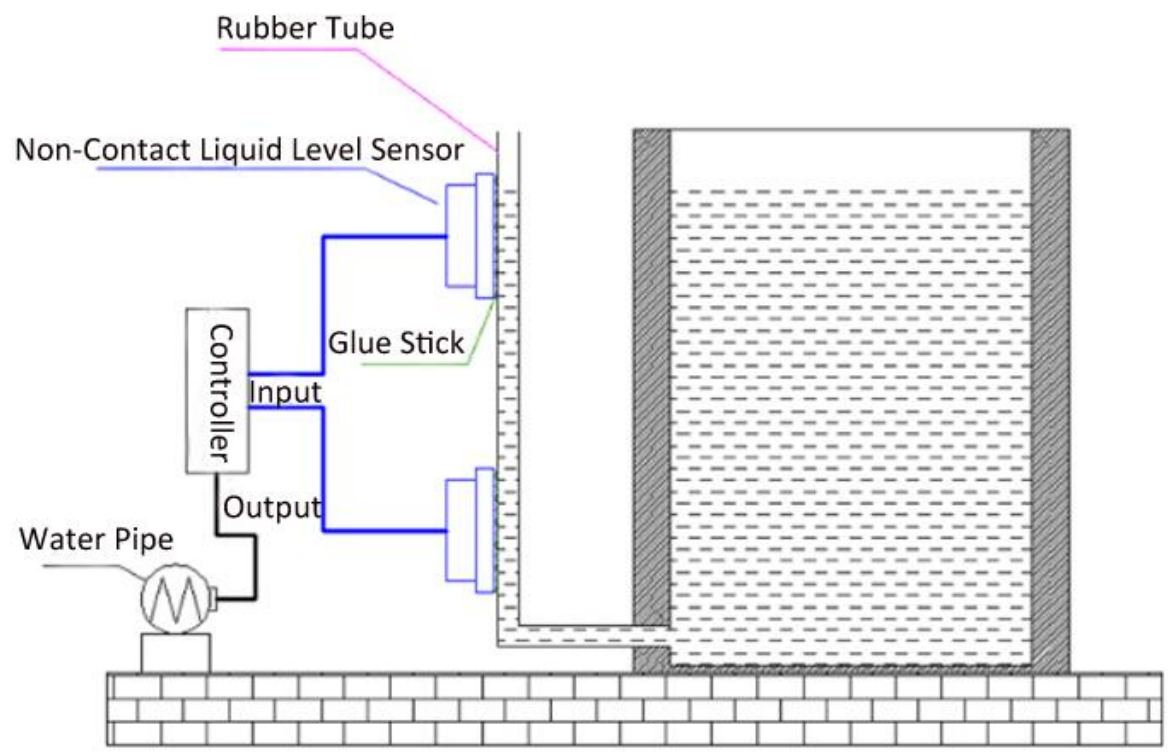 Rubber Tube
Non-Contact Liquid Level Sensor
Glue Stick
Controller
Input
Output
Water Pipe